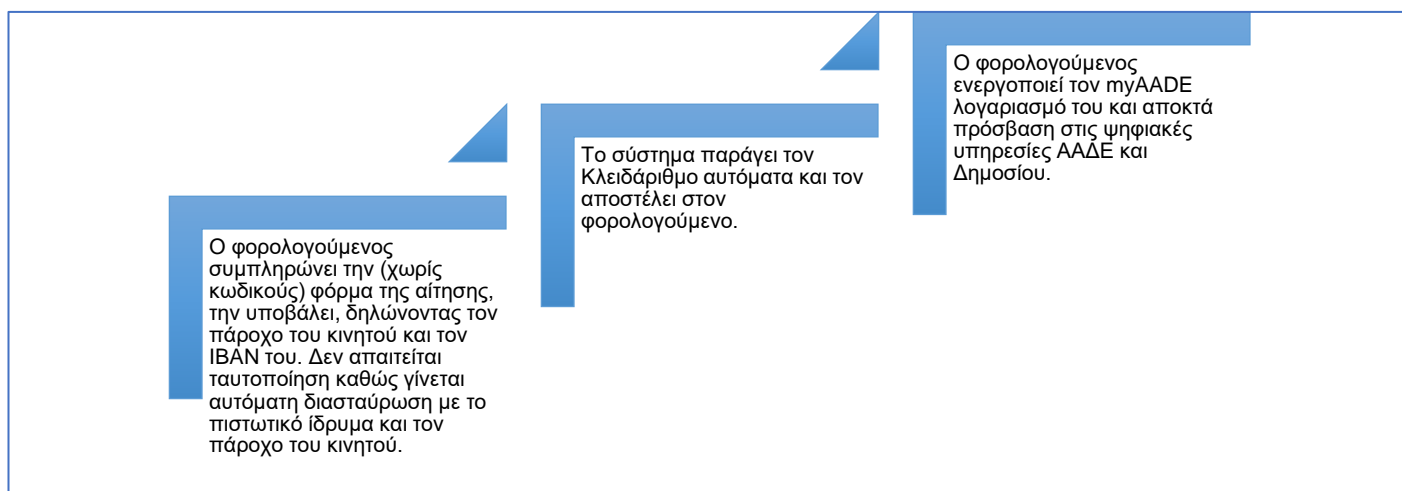 Ο φορολογούμενος
συμπληρώνει την (χωρίς
κωδικούς) φόρμα της αίτησης,
την υποβάλει, δηλώνοντας τον
πάροχο του κινητού και τον
IBAN του. Δεν απαιτείται
ταυτοποίηση καθώς γίνεται
αυτόματη διασταύρωση με το
πιστωτικό ίδρυμα και τον
πάροχο του κινητού.
Το σύστημα παράγει τον
Κλειδάριθμο αυτόματα και τον
αποστέλει στον
φορολογούμενο.
Ο φορολογούμενος
ενεργοποιεί τον myAADE
λογαριασμό του και αποκτά
πρόσβαση στις ψηφιακές
υπηρεσίες ΑΑΔΕ και
Δημοσίου.